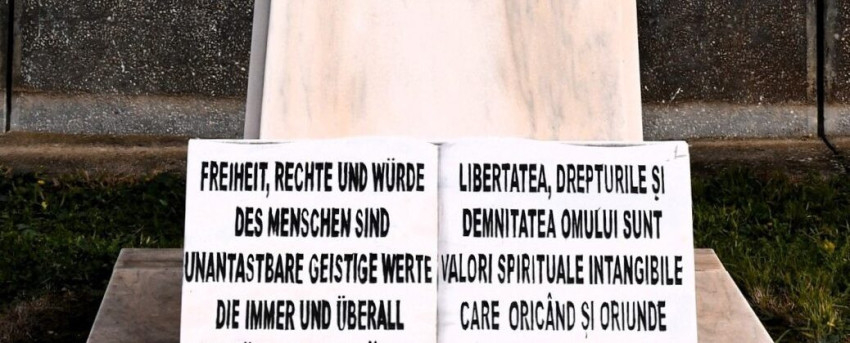 FREIHEIT, RECHTE UND WÜRDE
DES MENSCHEN SIND
UNANTASTBARE GEISTIGE WERTE
DIE IMMER UND ÜBERALL
LIBERTATEA, DREPTURILE ȘI
DEMNITATEA OMULUI SUNT
VALORI SPIRITUALE INTANGIBILE
CARE ORICÂND ȘI ORIUNDE